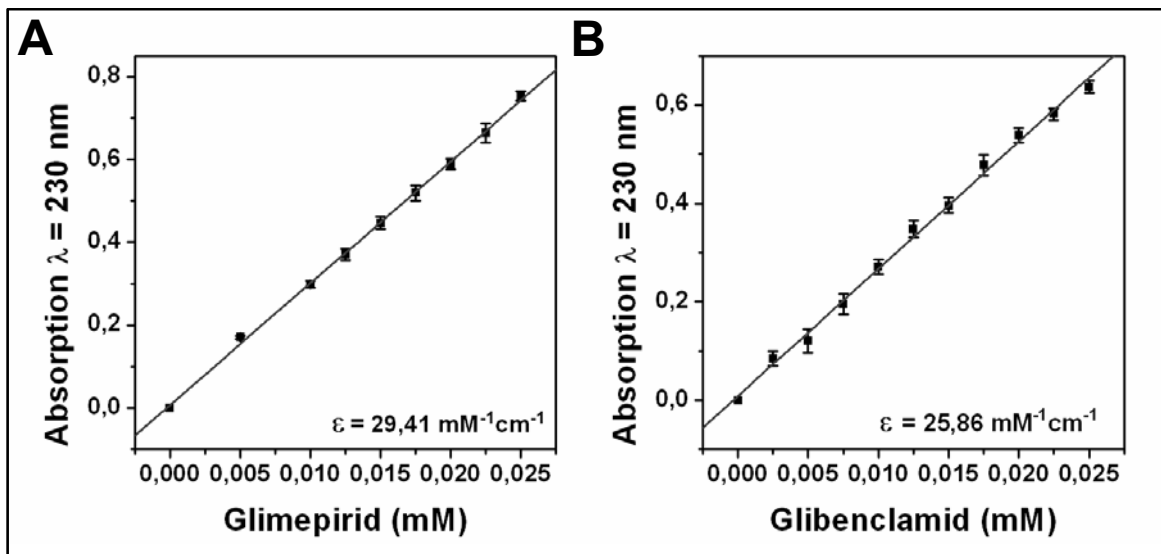 A
Absorption λ = 230 nm
0,8
0,6
0,4
0,2
0,0
ε = 29,41 mM⁻¹cm⁻¹
0,000 0,005 0,010 0,015 0,020 0,025
Glimepirid (mM)
B
Absorption λ = 230 nm
0,6
0,4
0,2
0,0
ε = 25,86 mM⁻¹cm⁻¹
0,000 0,005 0,010 0,015 0,020 0,025
Glibenclamid (mM)